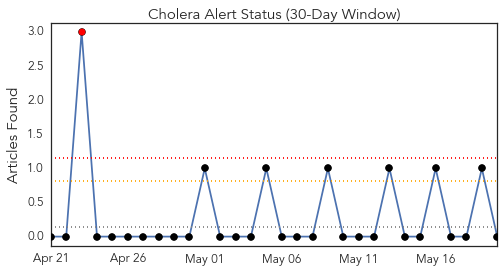 Cholera Alert Status (30-Day Window)
Articles Found
3.0
2.5
2.0
1.5
1.0
0.5
0.0
Apr 21
Apr 26
May 01
May 06
May 11
May 16